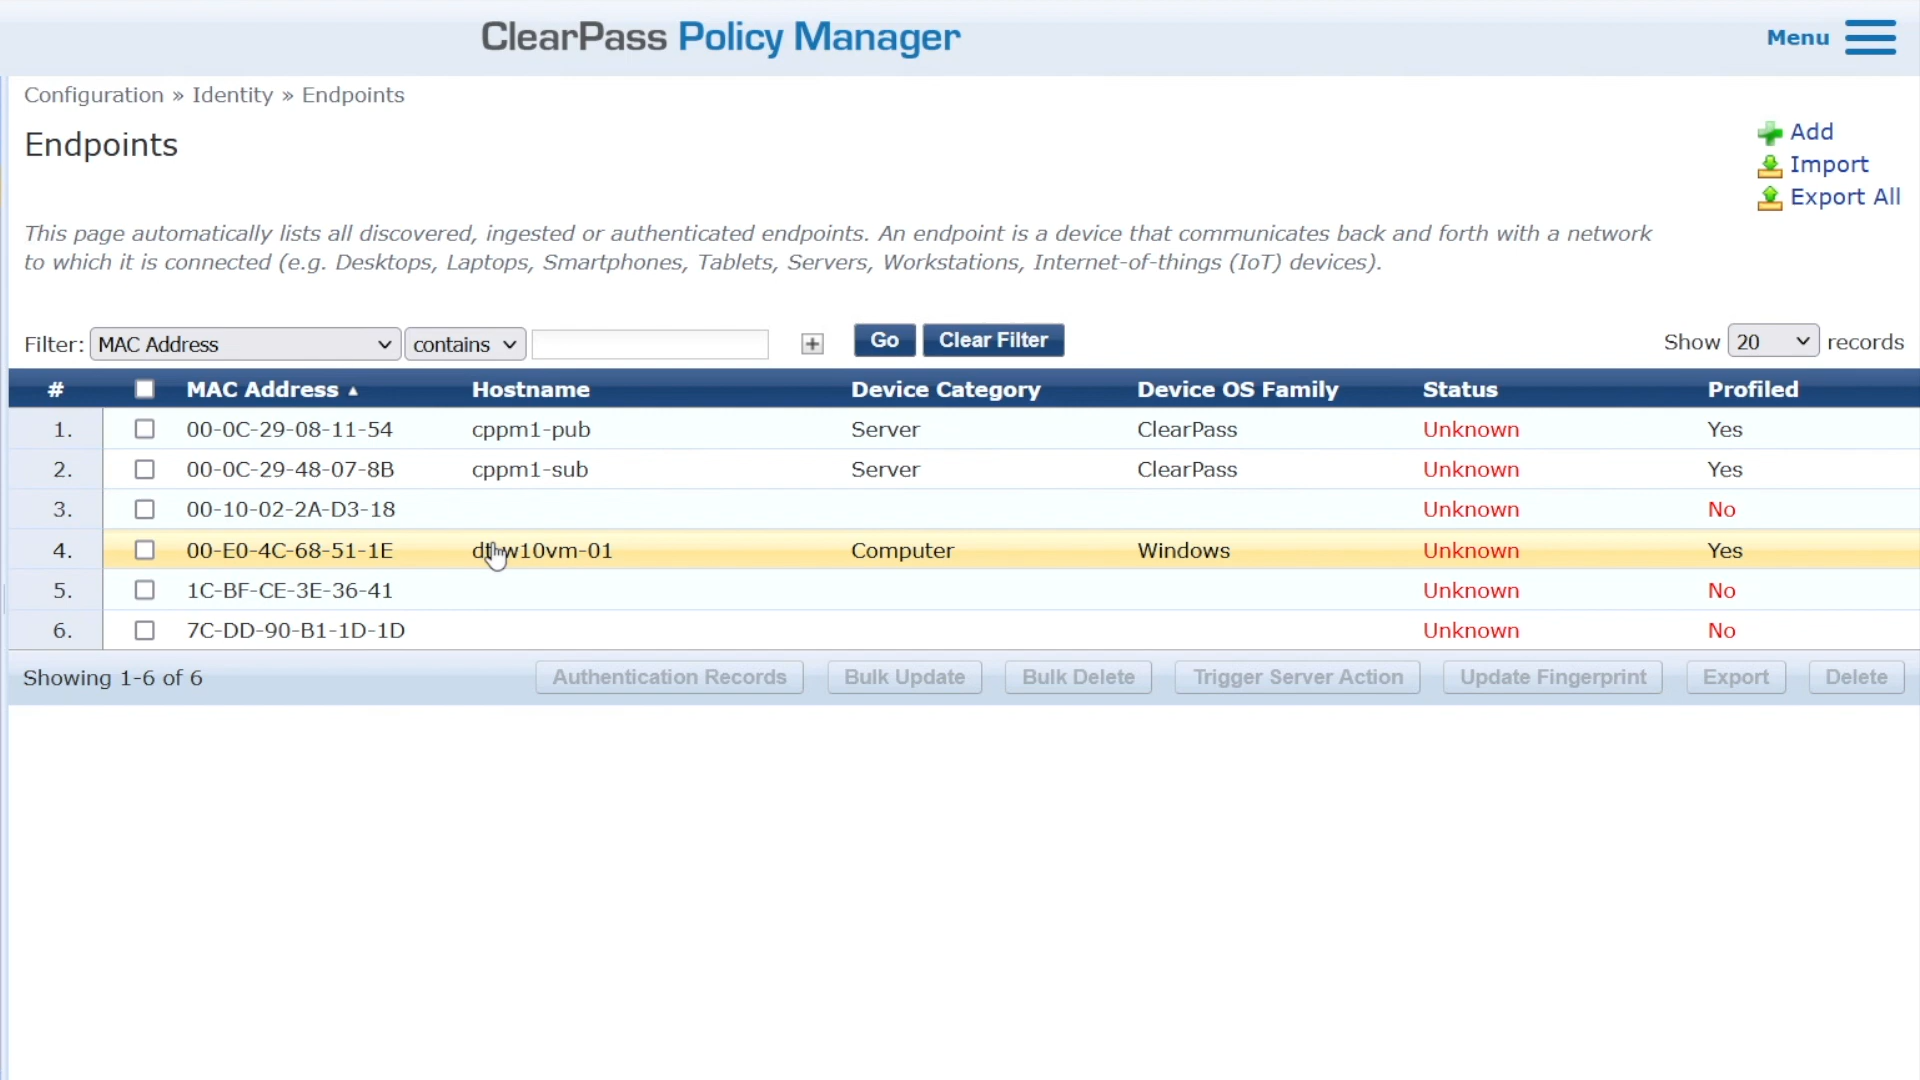 ClearPass Policy Manager
Menu
Configuration » Identity » Endpoints
Endpoints
Add
Import
Export All
This page automatically lists all discovered, ingested or authenticated endpoints. An endpoint is a device that communicates back and forth with a network
to which it is connected (e.g. Desktops, Laptops, Smartphones, Tablets, Servers, Workstations, Internet-of-things (IoT) devices).
Filter: MAC Address contains Go Clear Filter Show 20 records
# MAC Address Hostname Device Category Device OS Family Status Profiled
1. 00-0C-29-08-11-54 cppm1-pub Server ClearPass Unknown Yes
2. 00-0C-29-48-07-8B cppm1-sub Server ClearPass Unknown Yes
3. 00-10-02-2A-D3-18 Unknown No
4. 00-E0-4C-68-51-1E Computer Windows Unknown Yes
5. 1C-BF-CE-3E-36-41 Unknown No
6. 7C-DD-90-B1-1D-1D Unknown No
Showing 1-6 of 6 Authentication Records Bulk Update Bulk Delete Trigger Server Action Update Fingerprint Export Delete